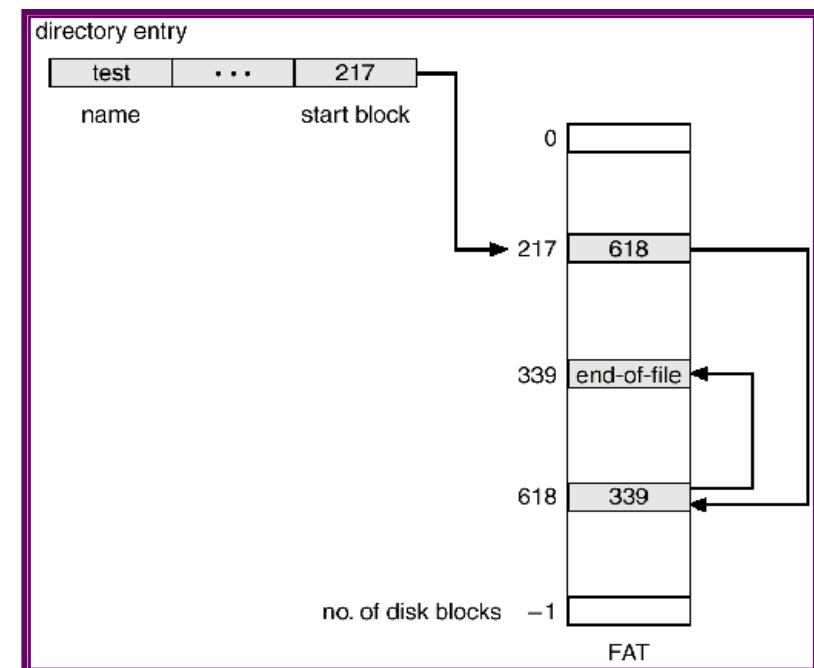 directory entry
test ... 217
name start block
0
217 618
339 end-of-file
618 339
no. of disk blocks –1
FAT